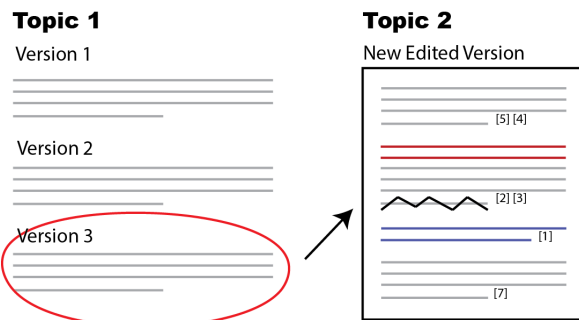 Topic 1
Version 1
Version 2
Version 3
Topic 2
New Edited Version
[5] [4]
[2] [3]
[1]
[7]